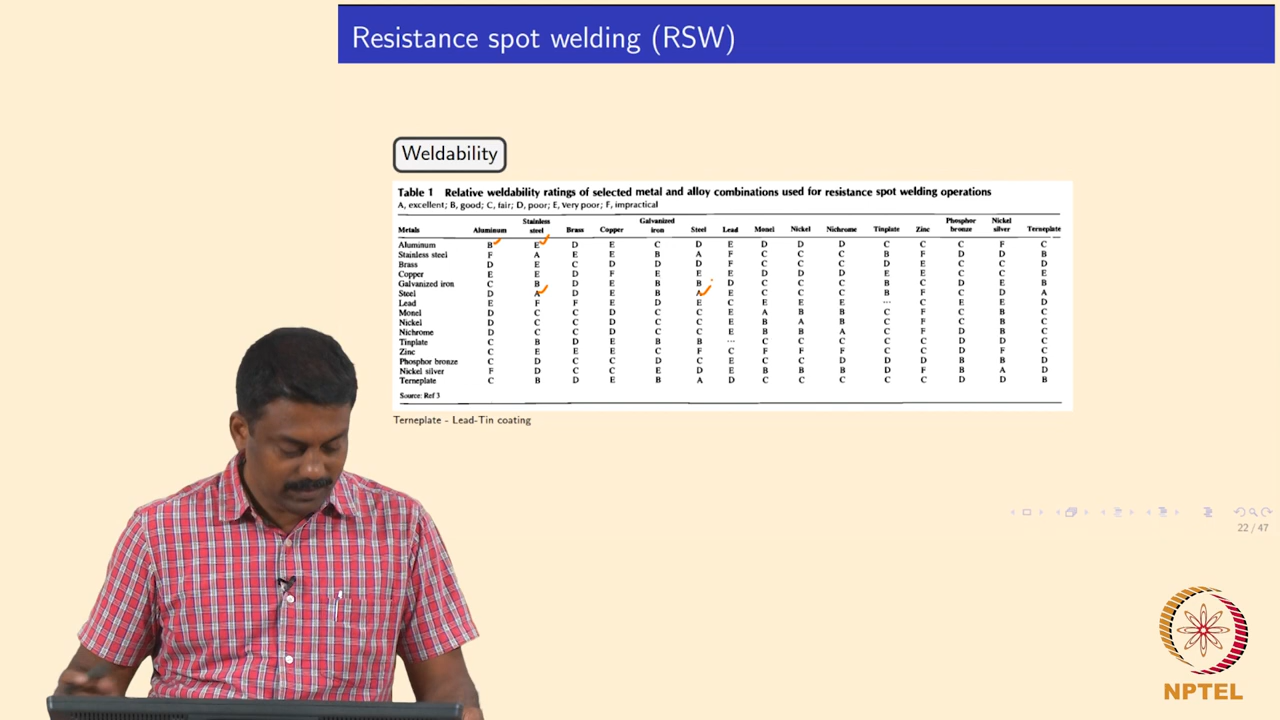 Resistance spot welding (RSW)
Weldability
Table 1 Relative weldability ratings of selected metal and alloy combinations used for resistance spot welding operations
A, excellent; B, good; C, fair; D, poor; E, very poor; F, impractical
Metals Aluminum Stainless steel Brass Copper Galvanized iron Steel Lead Monel Nickel Nichrome Tinplate Zinc Phosphor bronze Nickel silver Terneplate
Aluminum B E D E C D E D D D C C C F C
Stainless steel F A E E B A F C C C B F D D B
Brass D E C D D D F C C C D E C C D
Copper E E D F E E E D D D E E C C E
Galvanized iron C B D E B B D C C C B C D E B
Steel D A D E B A E C C C B F C D A
Lead E F F E D E C E E E ... C E E D
Monel D C C D C C E A B B C F C B C
Nickel D C C D C C E B A B C F C B C
Nichrome D C C D C C E B B A C F D B C
Tinplate C B D E B B ... C C C C C D D C
Zinc C E E E C F C F F F C C D F C
Phosphor bronze C D C C D C E C C D D D B B D
Nickel silver F D C C E D E B B B D F B A D
Terneplate C B D E B A D C C C C C D D B
Source: Ref 3
Terneplate - Lead-Tin coating
22 / 47
NPTEL